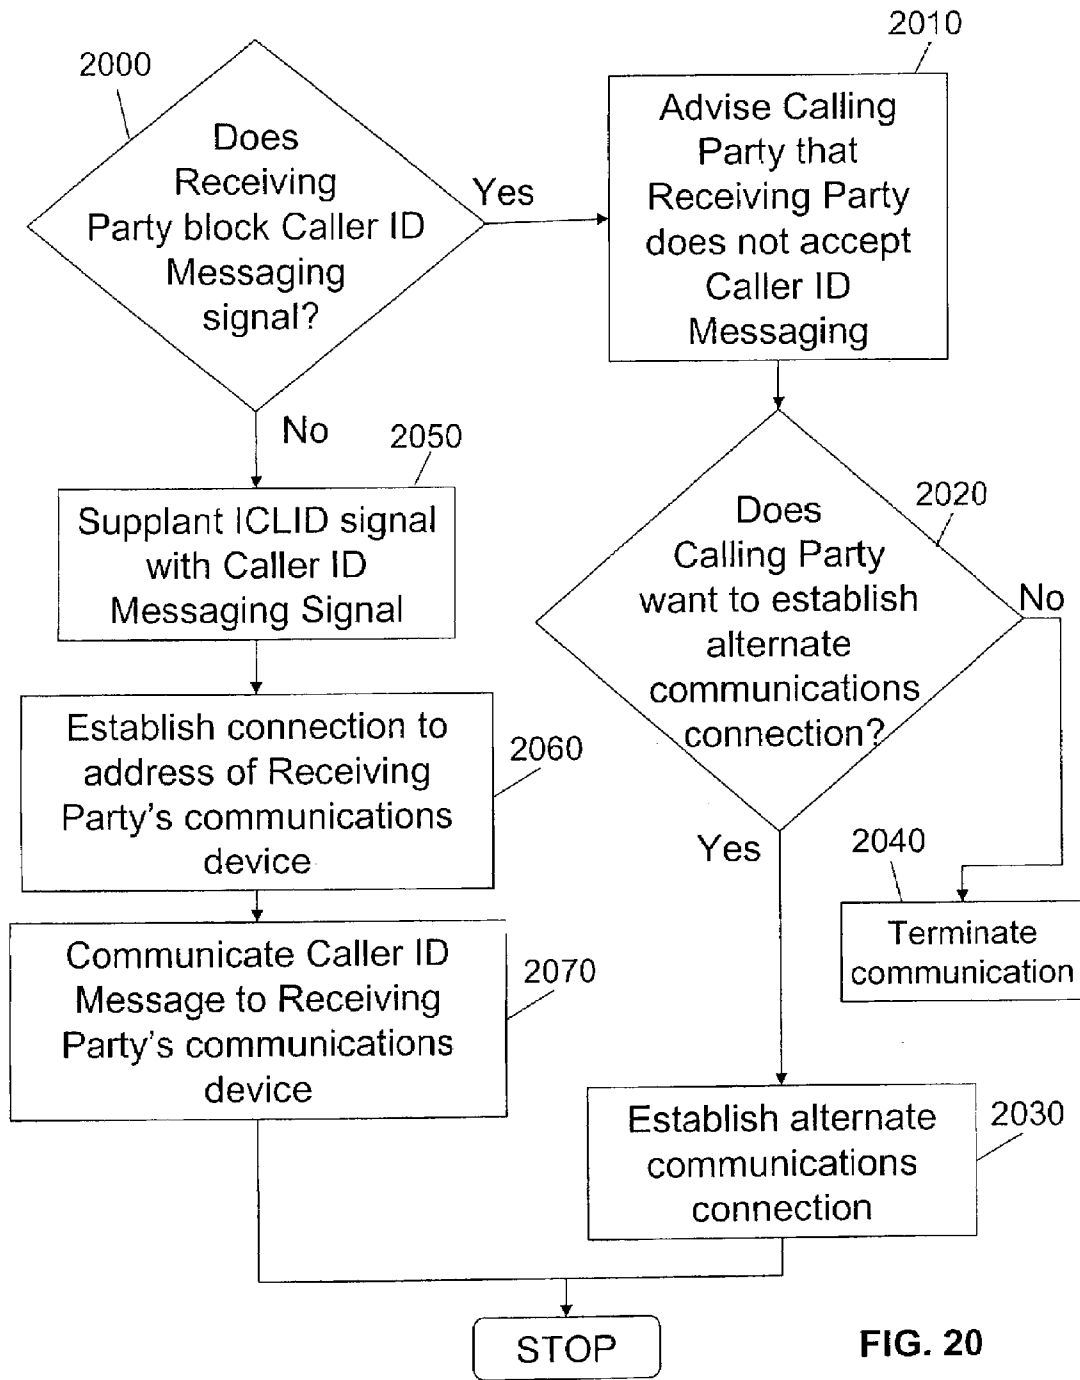 2000
Does
Receiving
Party block Caller ID
Messaging
signal?
Yes
2010
Advise Calling
Party that
Receiving Party
does not accept
Caller ID
Messaging
No
2050
Supplant ICLID signal
with Caller ID
Messaging Signal
2020
Does
Calling Party
want to establish
alternate
communications
connection?
No
Yes
2060
Establish connection to
address of Receiving
Party's communications
device
2040
Terminate
communication
2070
Communicate Caller ID
Message to Receiving
Party's communications
device
2030
Establish alternate
communications
connection
STOP
FIG. 20